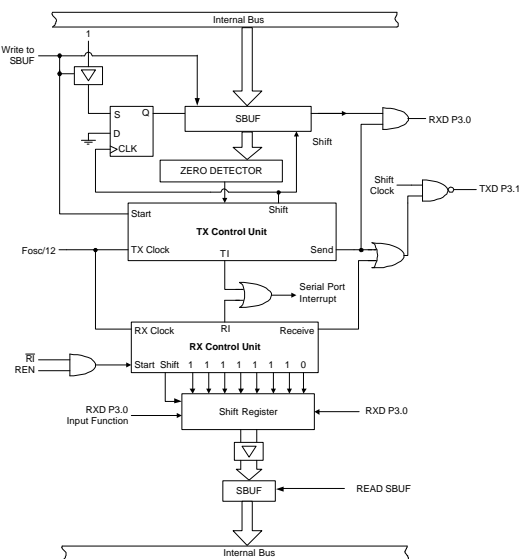 Internal Bus
1
Write to
SBUF
S
Q
D
CLK
SBUF
RXD P3.0
Shift
ZERO DETECTOR
Shift
Clock
TXD P3.1
Start
Shift
TX Control Unit
Fosc/12
TX Clock
Send
TI
Serial Port
Interrupt
RX Clock
RI
Receive
RX Control Unit
RI
REN
Start Shift 1 1 1 1 1 1 1 0
RXD P3.0
Input Function
Shift Register
RXD P3.0
SBUF
READ SBUF
Internal Bus